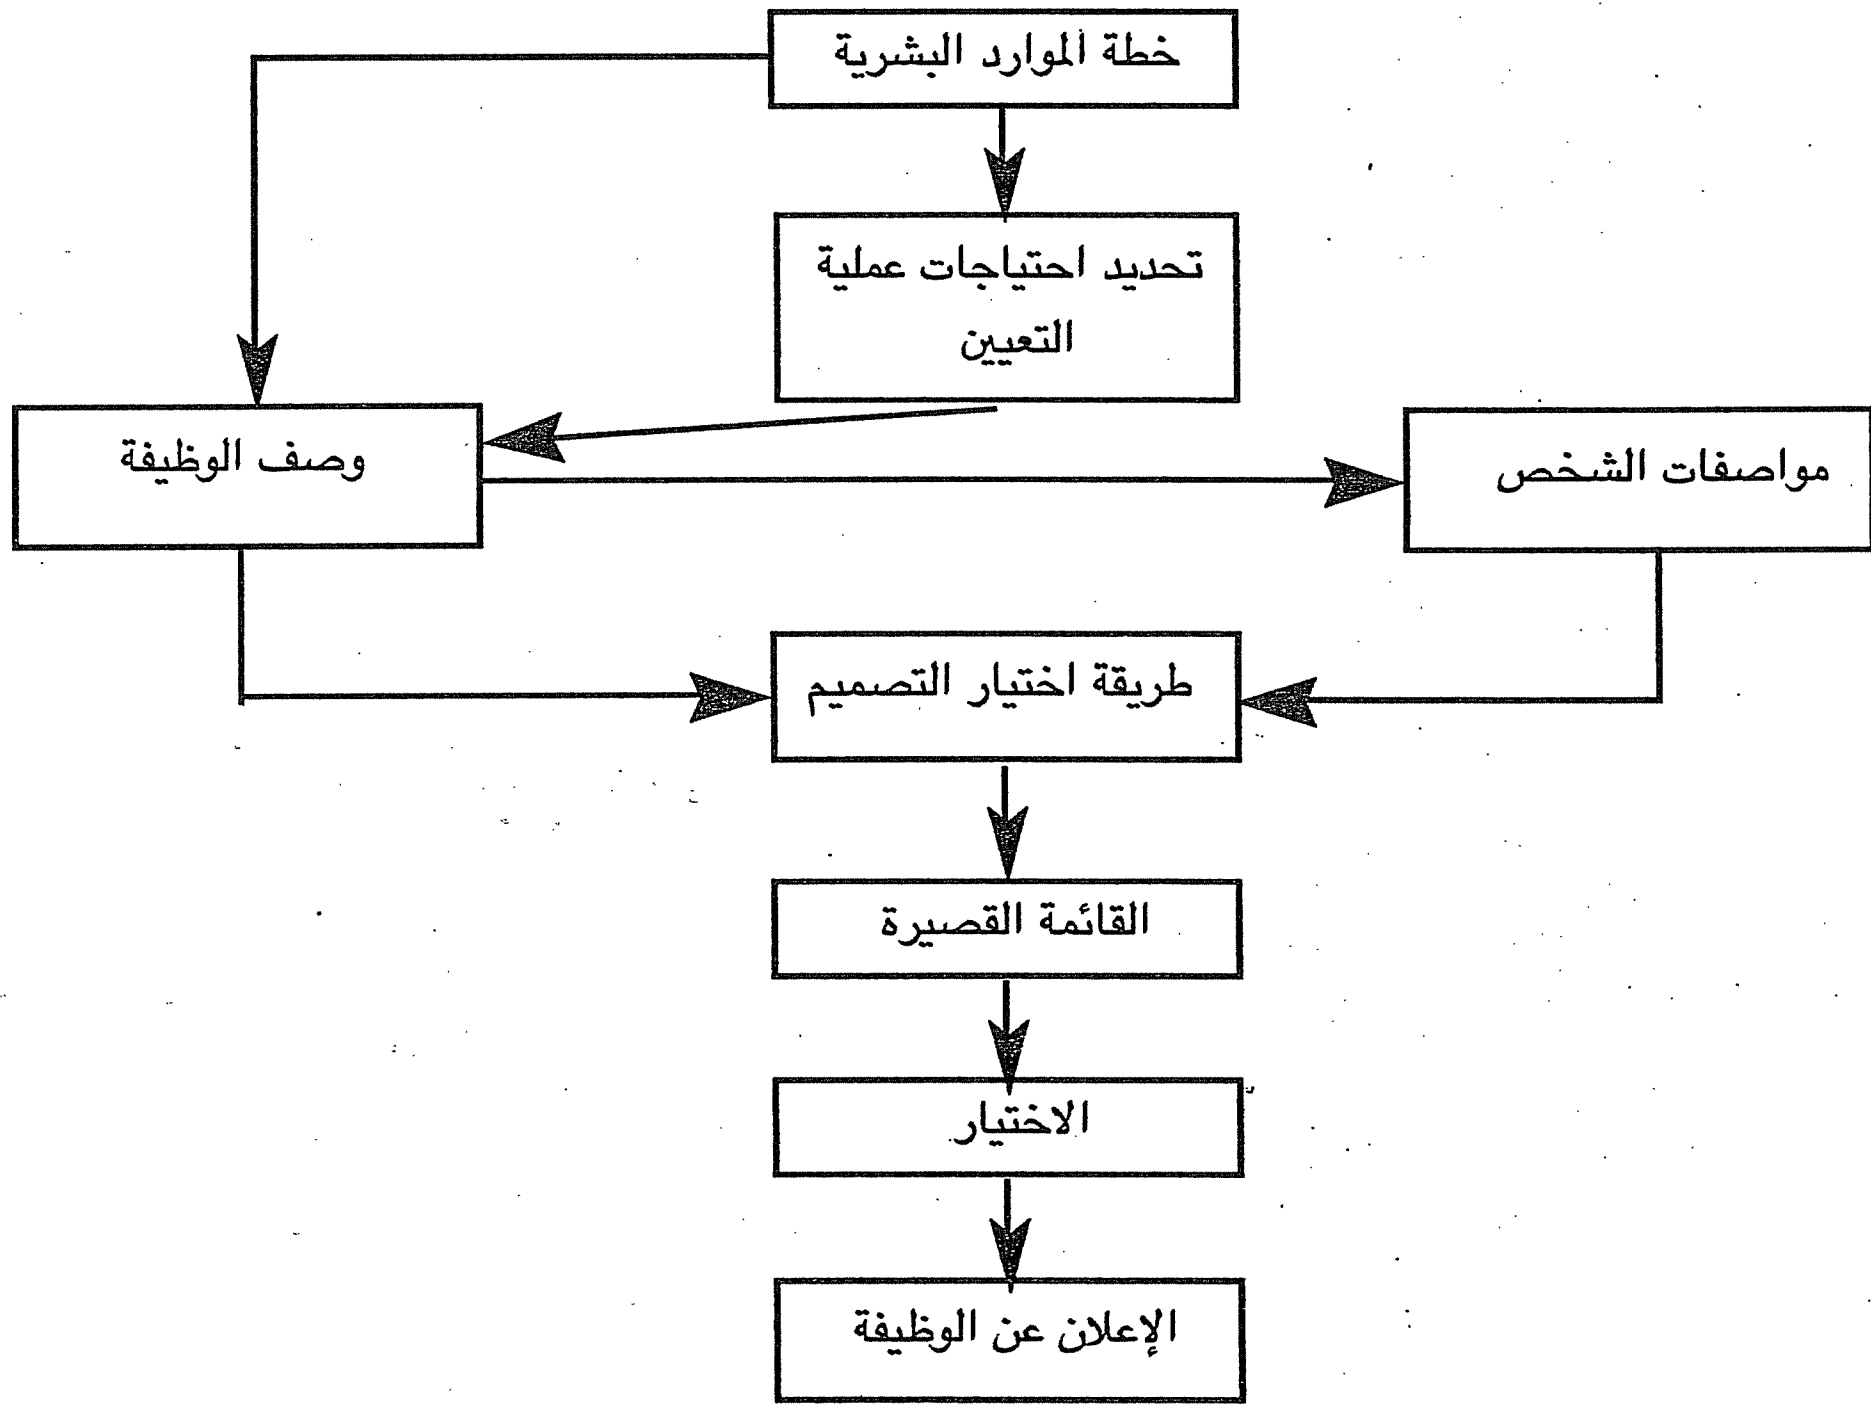 خطة الموارد البشرية
تحديد احتياجات عملية
التعيين
وصف الوظيفة
مواصفات الشخص
طريقة اختيار التصميم
القائمة القصيرة
الاختيار
الإعلان عن الوظيفة